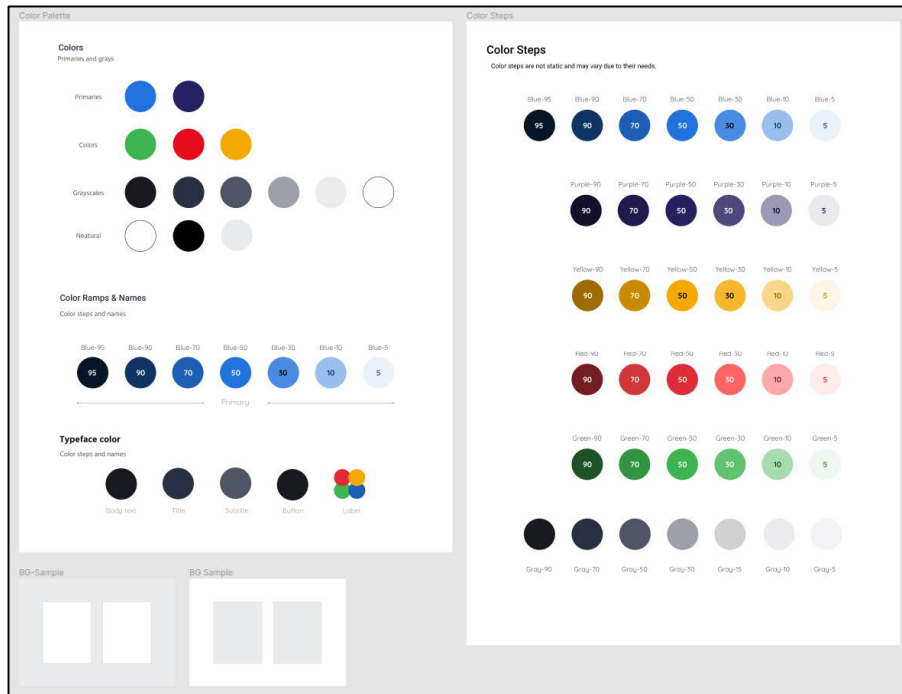 Color Palette
Colors
Primaries and grays
Primaries
Colors
Grayscales
Neatural
Color Ramps & Names
Color steps and names
Blue-95 Blue-90 Blue-70 Blue-50 Blue-30 Blue-10 Blue-5
95 90 70 50 30 10 5
Primary
Typeface color
Color steps and names
Body text Title Subtitle Button Label
BG-Sample
BG Sample
Color Steps
Color Steps
Color steps are not static and may vary due to their needs.
Blue-95 Blue-90 Blue-70 Blue-50 Blue-30 Blue-10 Blue-5
95 90 70 50 30 10 5
Purple-90 Purple-70 Purple-50 Purple-30 Purple-10 Purple-5
90 70 50 30 10 5
Yellow-90 Yellow-70 Yellow-50 Yellow-30 Yellow-10 Yellow-5
90 70 50 30 10 5
Red-90 Red-70 Red-50 Red-30 Red-10 Red-5
90 70 50 30 10 5
Green-90 Green-70 Green-50 Green-30 Green-10 Green-5
90 70 50 30 10 5
Gray-90 Gray-70 Gray-50 Gray-30 Gray-15 Gray-10 Gray-5